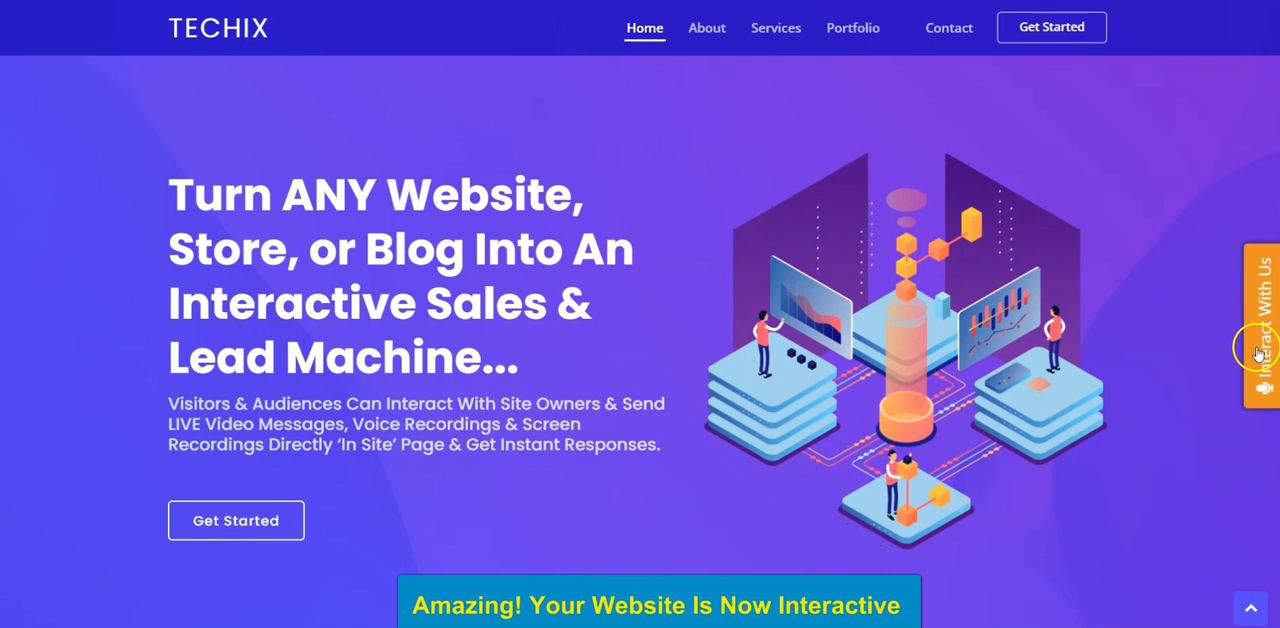 TECHIX
Home About Services Portfolio Contact Get Started
Turn ANY Website,
Store, or Blog Into An
Interactive Sales &
Lead Machine...
Visitors & Audiences Can Interact With Site Owners & Send
LIVE Video Messages, Voice Recordings & Screen
Recordings Directly ‘In Site’ Page & Get Instant Responses.
Get Started
Interact With Us
Amazing! Your Website Is Now Interactive